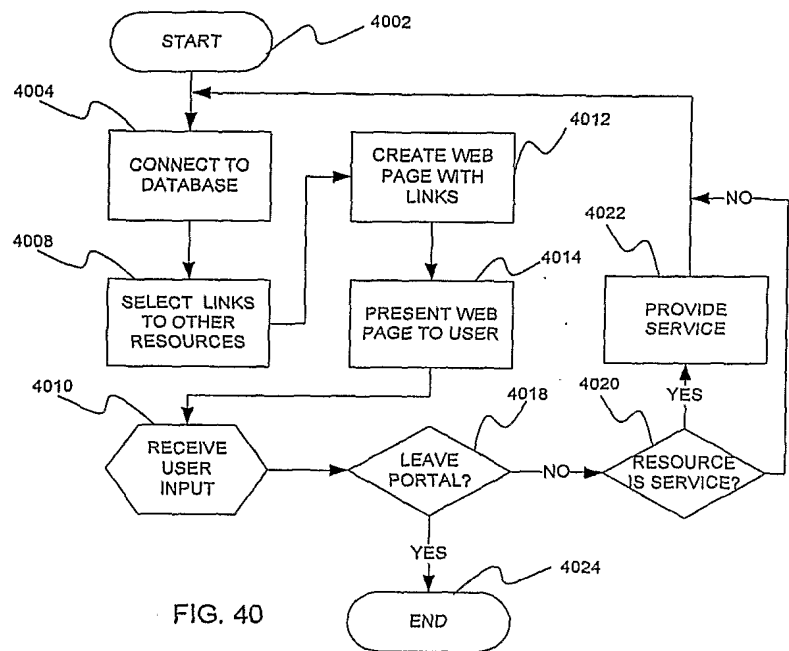 4002
START
4004
CONNECT TO
DATABASE
4012
CREATE WEB
PAGE WITH
LINKS
NO
4008
SELECT LINKS
TO OTHER
RESOURCES
4014
PRESENT WEB
PAGE TO USER
4022
PROVIDE
SERVICE
4010
RECEIVE
USER
INPUT
4018
LEAVE
PORTAL?
NO
4020
YES
RESOURCE
IS SERVICE?
YES
4024
END
FIG. 40